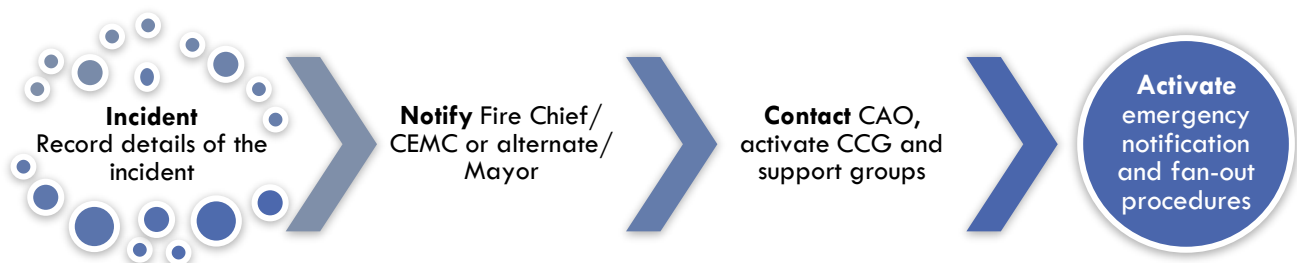 Incident
Record details of the
incident
Notify Fire Chief/
CEMC or alternate/
Mayor
Contact CAO,
activate CCG and
support groups
Activate
emergency
notification
and fan-out
procedures